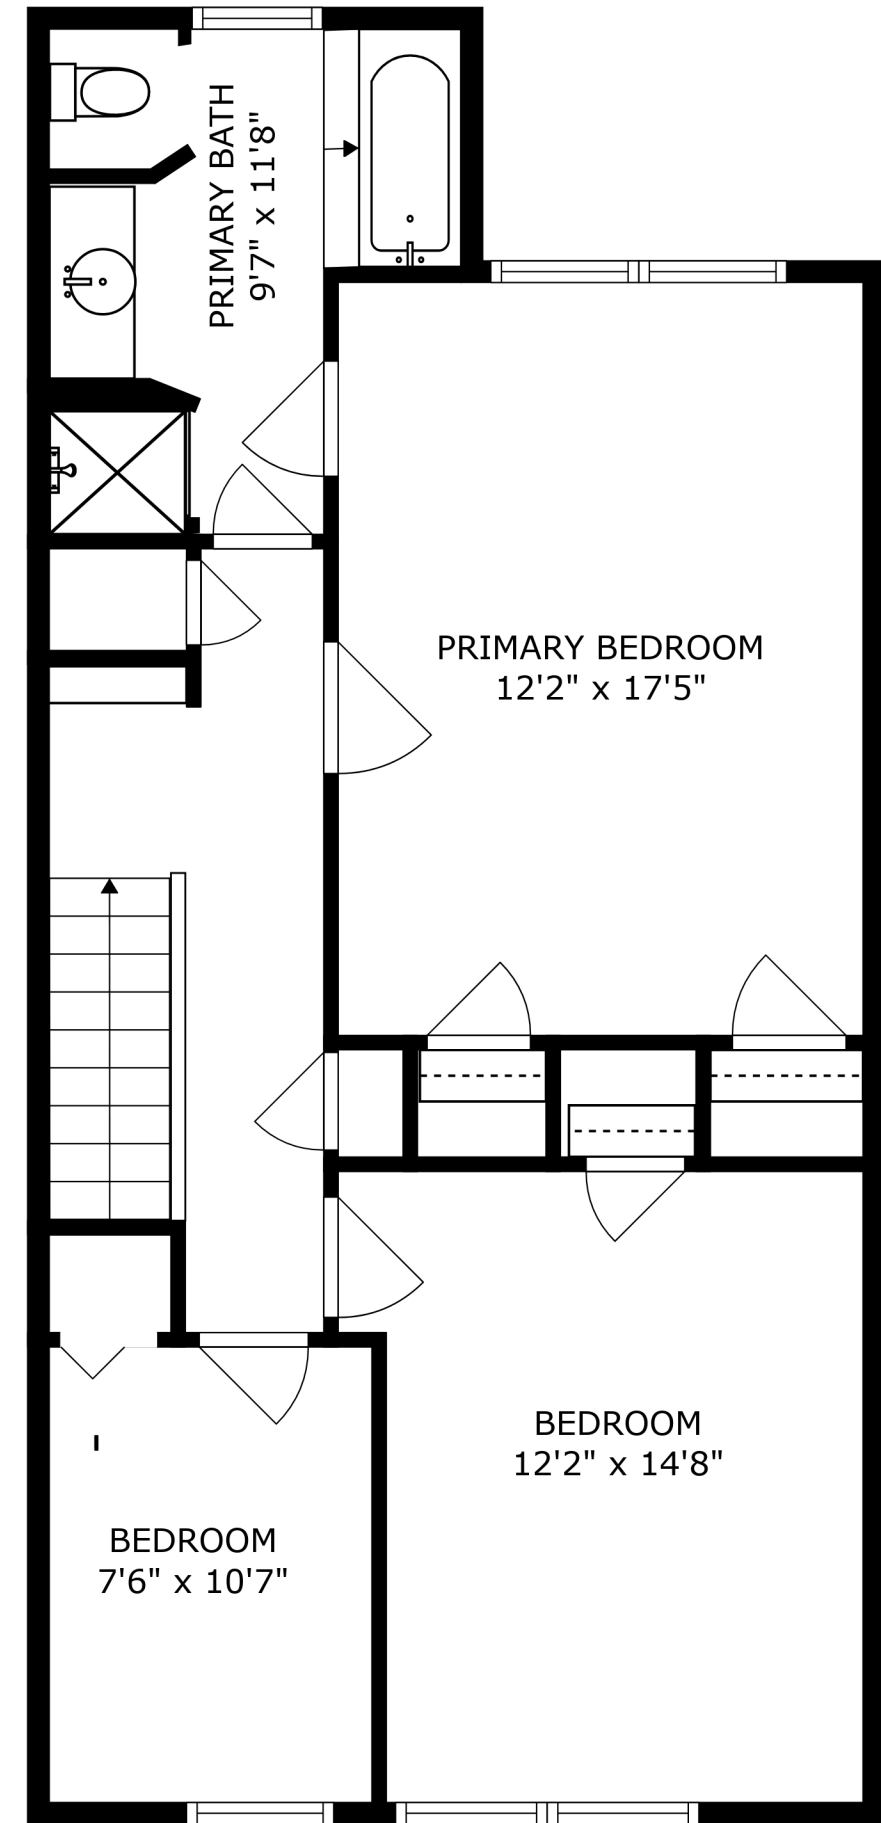 PRIMARY BATH
9'7" x 11'8"
PRIMARY BEDROOM
12'2" x 17'5"
BEDROOM
12'2" x 14'8"
BEDROOM
7'6" x 10'7"